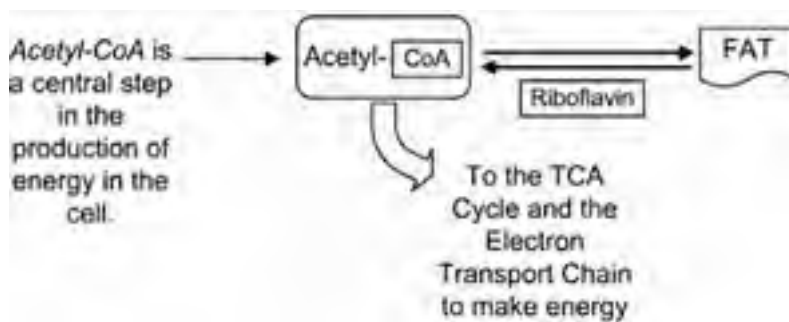 Acetyl-CoA is
a central step
in the
production of
energy in the
cell.
Acetyl- CoA
Riboflavin
FAT
To the TCA
Cycle and the
Electron
Transport Chain
to make energy